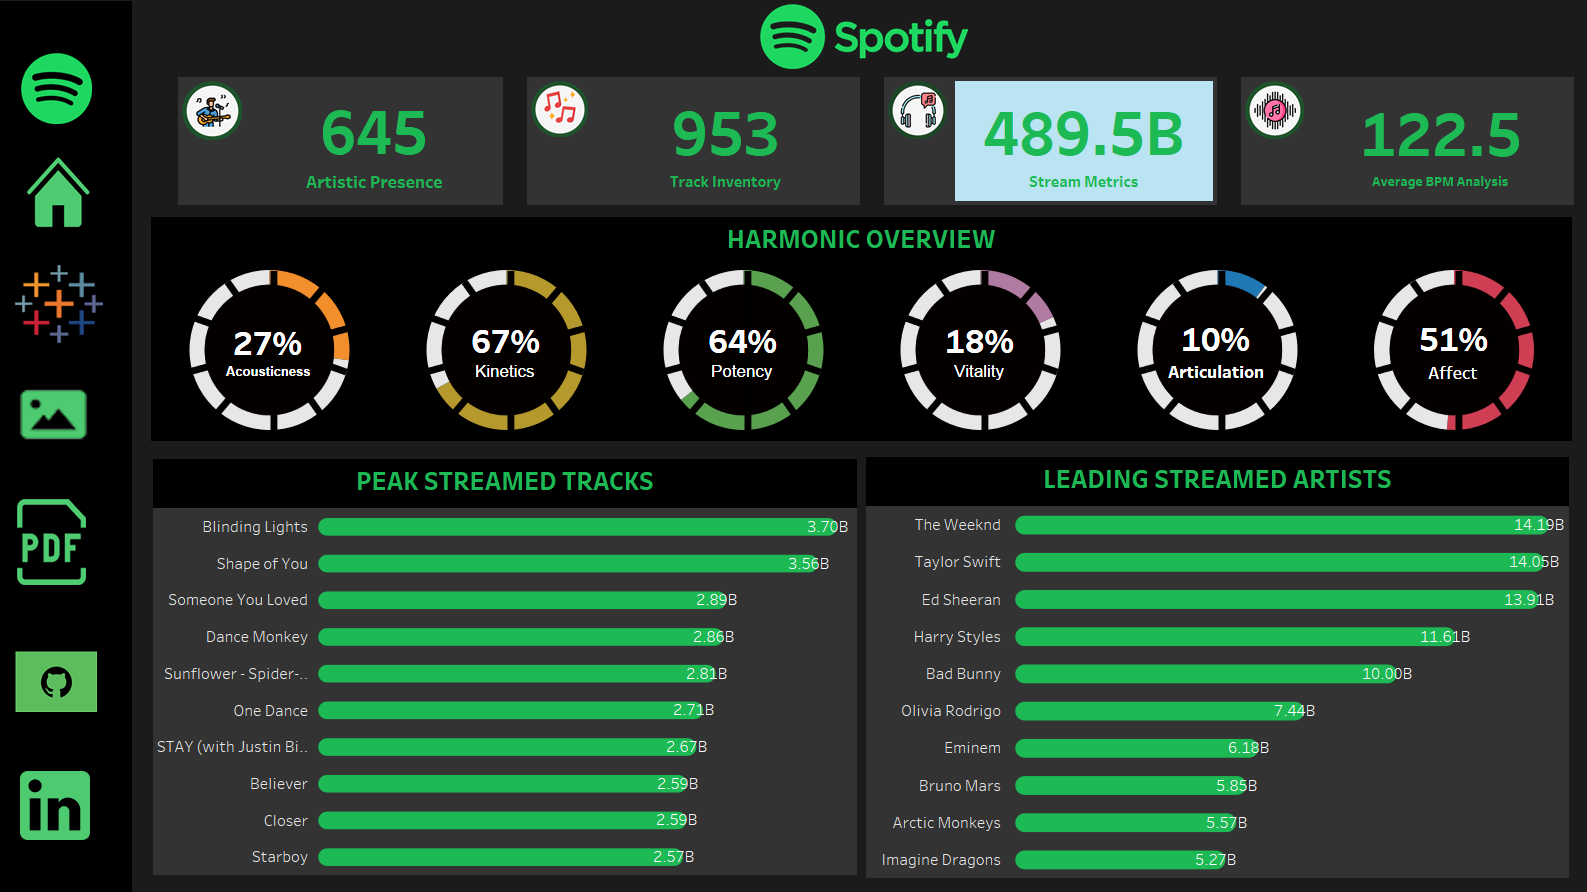 Spotify
645
Artistic Presence
953
Track Inventory
489.5B
Stream Metrics
122.5
Average BPM Analysis
HARMONIC OVERVIEW
27%
Acousticness
67%
Kinetics
64%
Potency
18%
Vitality
10%
Articulation
51%
Affect
PDF
in
PEAK STREAMED TRACKS
Blinding Lights 3.70B
Shape of You 3.56B
Someone You Loved 2.89B
Dance Monkey 2.86B
Sunflower - Spider-.. 2.81B
One Dance 2.71B
STAY (with Justin Bi.. 2.67B
Believer 2.59B
Closer 2.59B
Starboy 2.57B
LEADING STREAMED ARTISTS
The Weeknd 14.19B
Taylor Swift 14.05B
Ed Sheeran 13.91B
Harry Styles 11.61B
Bad Bunny 10.00B
Olivia Rodrigo 7.44B
Eminem 6.18B
Bruno Mars 5.85B
Arctic Monkeys 5.57B
Imagine Dragons 5.27B